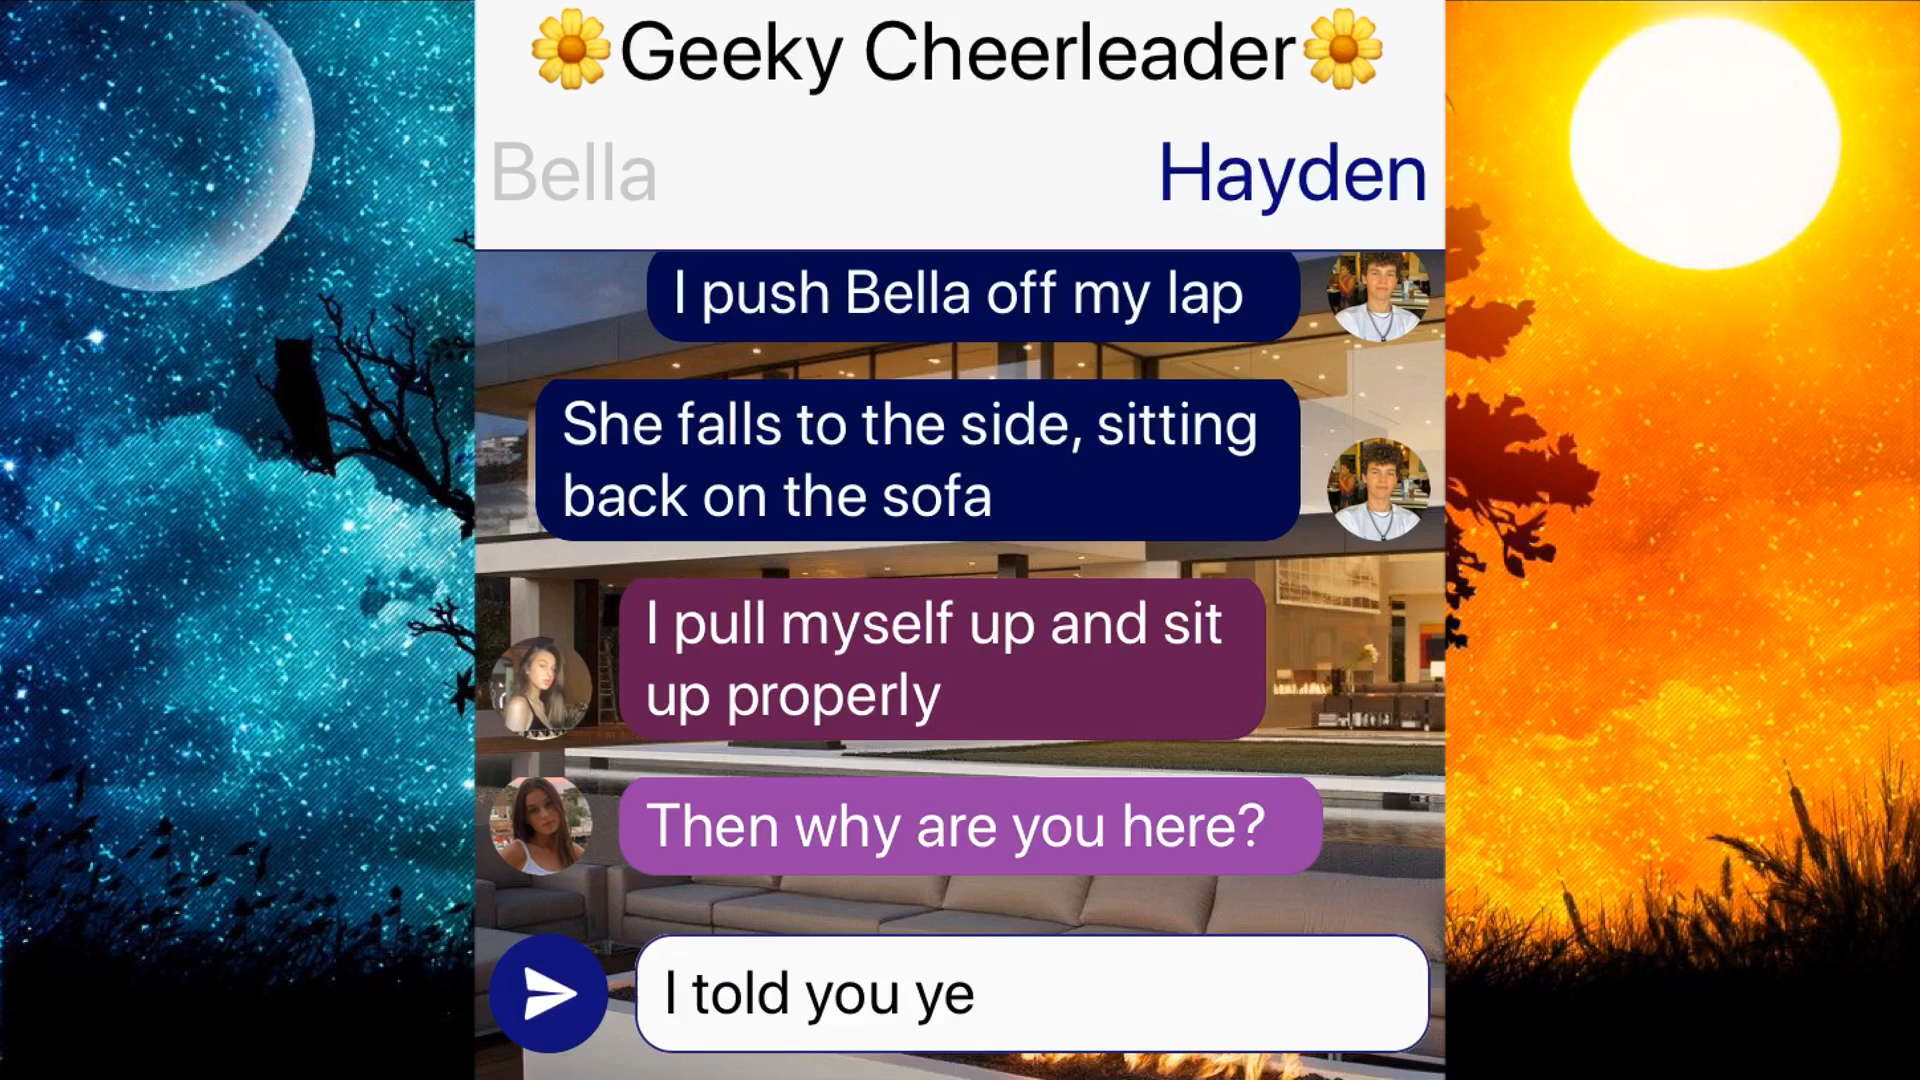 🌼Geeky Cheerleader🌼
Bella
Hayden
I push Bella off my lap
She falls to the side, sitting
back on the sofa
I pull myself up and sit
up properly
Then why are you here?
I told you ye